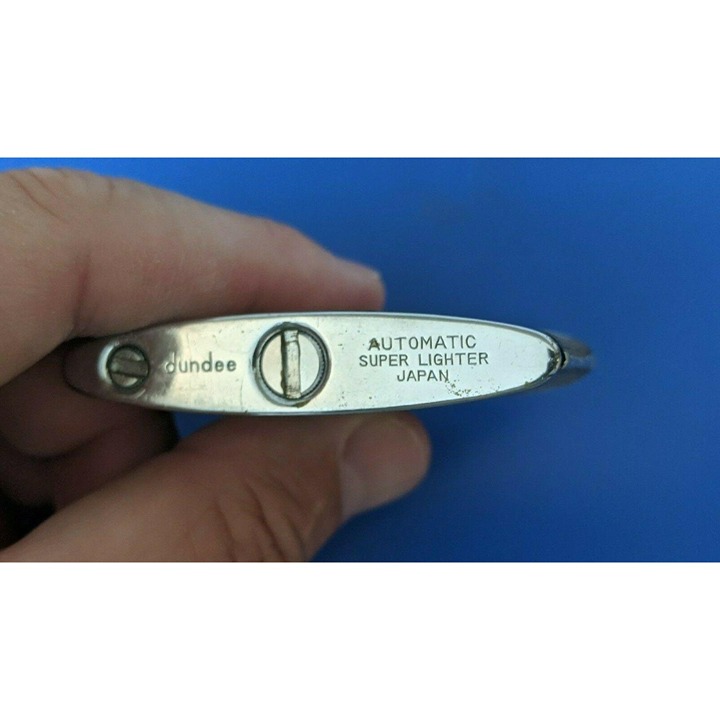 dundee
AUTOMATIC
SUPER LIGHTER
JAPAN